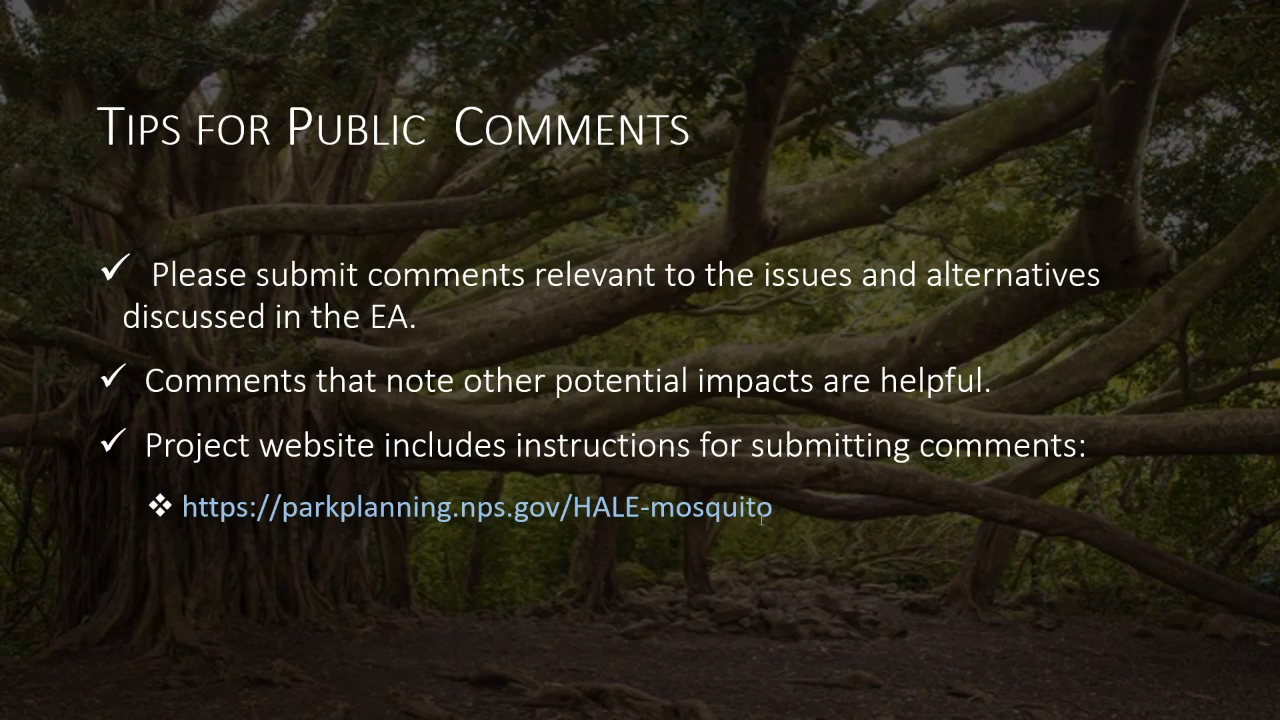 Tips for Public Comments
✓ Please submit comments relevant to the issues and alternatives
discussed in the EA.
✓ Comments that note other potential impacts are helpful.
✓ Project website includes instructions for submitting comments:
❖ https://parkplanning.nps.gov/HALE-mosquito